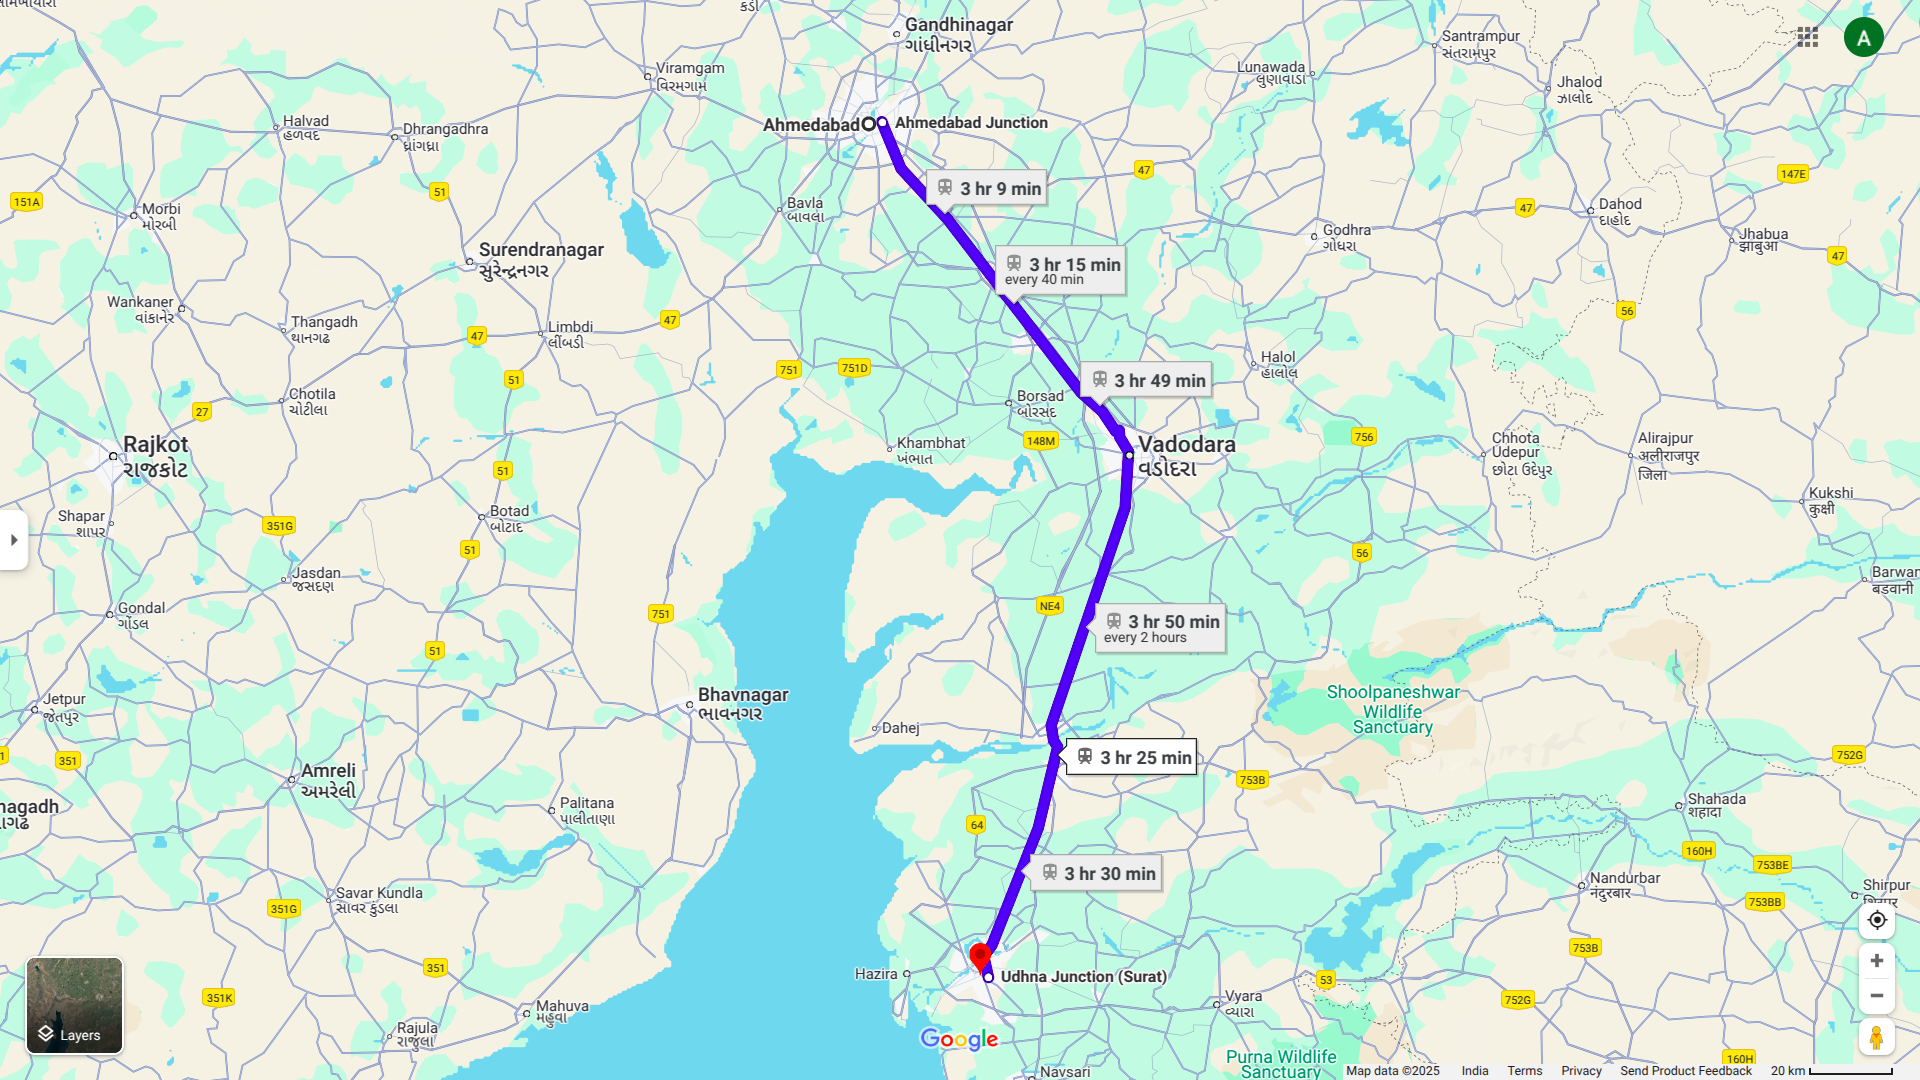 કડી
Gandhinagar
ગાંધીનગર
Santrampur
સંતરામપુર
A
Viramgam
વિરમગામ
Lunawada
લુણાવાડા
Jhalod
ઝાલોદ
Halvad
હળવદ
Dhrangadhra
ધ્રાંગધ્રા
Ahmedabad
Ahmedabad Junction
47
147E
3 hr 9 min
51
151A
Morbi
મોરબી
Bavla
બાવલા
47
Dahod
દાહોદ
Godhra
ગોધરા
Jhabua
झाबुआ
47
Surendranagar
સુરેન્દ્રનગર
3 hr 15 min
every 40 min
Wankaner
વાંકાનેર
Thangadh
થાનગઢ
47
Limbdi
લીંબડી
47
56
Halol
હાલોલ
751
751D
51
3 hr 49 min
Chotila
ચોટીલા
27
Borsad
બોરસદ
Rajkot
રાજકોટ
Khambhat
ખંભાત
148M
Vadodara
વડોદરા
756
Chhota
Udepur
છોટા ઉદેપુર
Alirajpur
अलीराजपुर
जिला
51
Kukshi
कुक्षी
Shapar
શાપર
351G
Botad
બોટાદ
51
56
Jasdan
જસદણ
Barwan
बडवानी
Gondal
ગોંડલ
751
NE4
3 hr 50 min
every 2 hours
51
Jetpur
જેતપુર
Bhavnagar
ભાવનગર
Shoolpaneshwar
Wildlife
Sanctuary
Dahej
351
3 hr 25 min
752G
Amreli
અમરેલી
753B
nagadh
Palitana
પાલીતાણા
Shahada
शहादा
64
160H
753BE
3 hr 30 min
Savar Kundla
સાવર કુંડલા
351G
Nandurbar
नंदुरबार
753BB
Shirpur
शिरपूर
753B
351
Hazira
Udhna Junction (Surat)
53
351K
Mahuva
મહુવા
Vyara
વ્યારા
752G
Layers
Rajula
રાજુલા
Google
Purna Wildlife
Sanctuary
160H
Navsari
Map data ©2025 India Terms Privacy Send Product Feedback 20 km